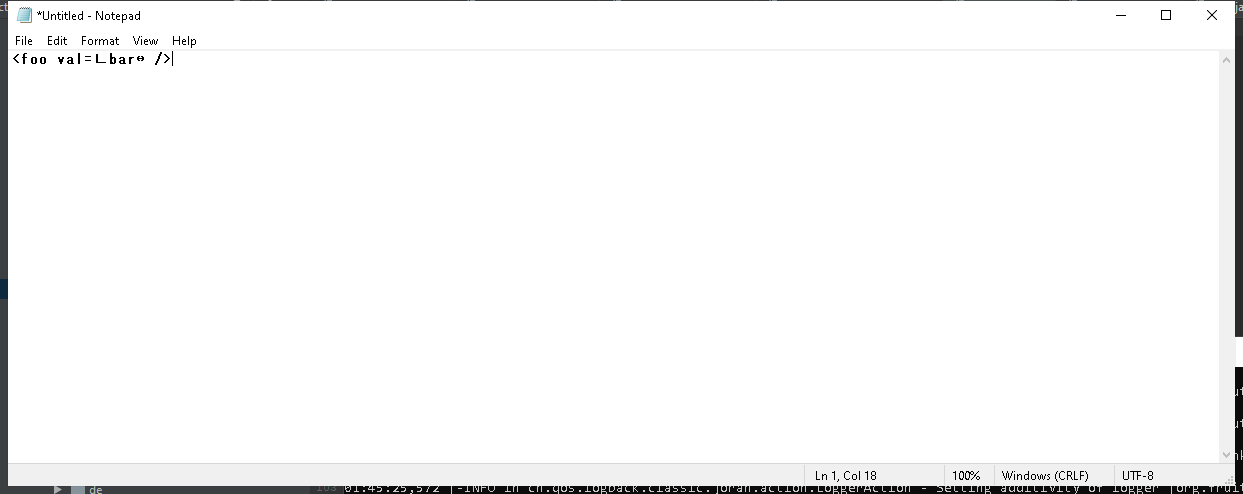 *Untitled - Notepad
File Edit Format View Help
<foo val=∟bar↔ />
Ln 1, Col 18 100% Windows (CRLF) UTF-8
de
01:45:25,572 |-INFO in ch.qos.logback.classic.joran.action.LoggerAction - Setting additivity of logger [org.fruit